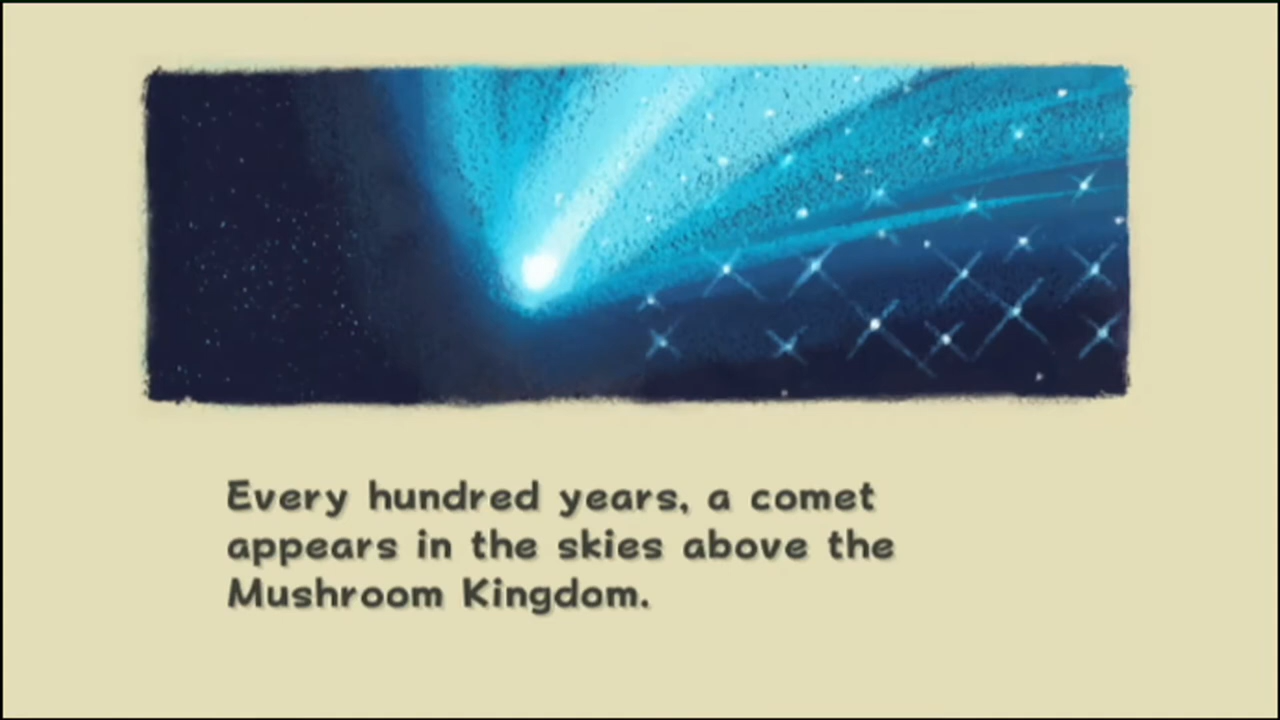 Every hundred years, a comet
appears in the skies above the
Mushroom Kingdom.